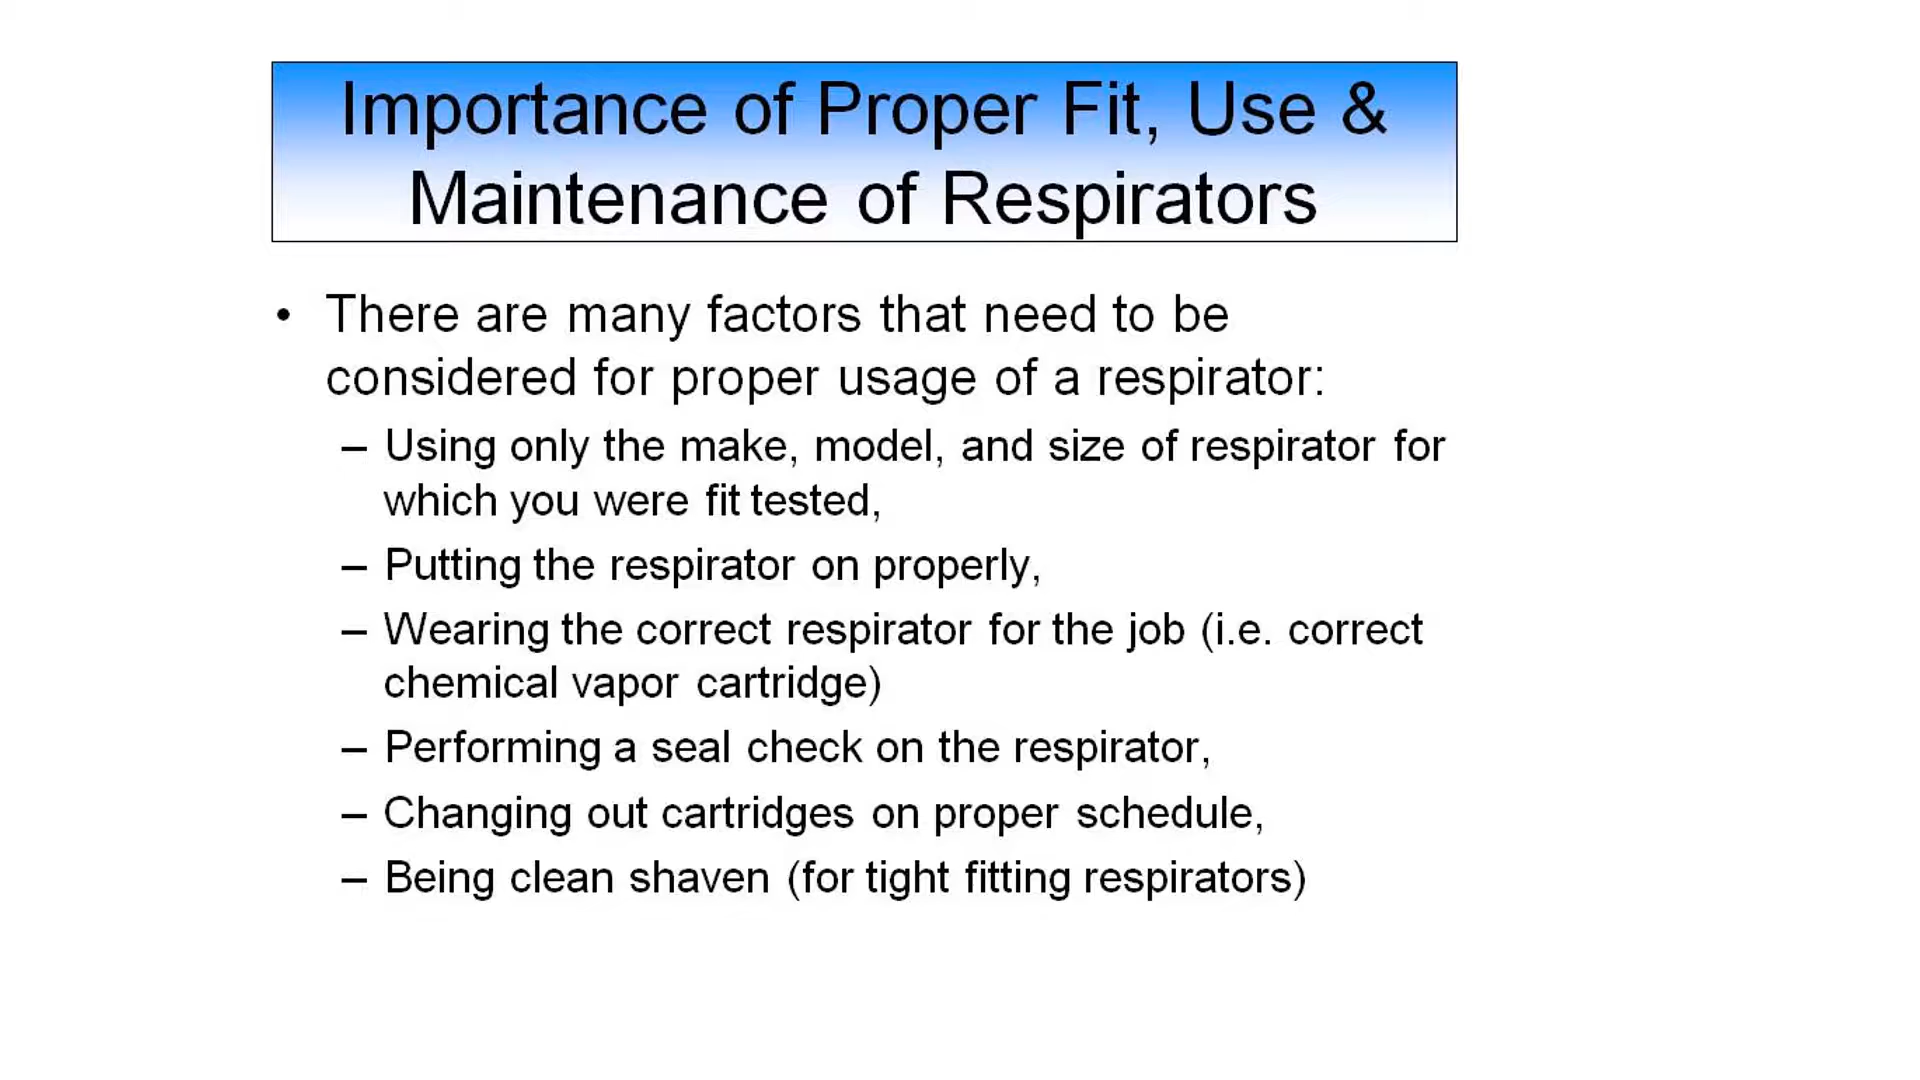 Importance of Proper Fit, Use &
Maintenance of Respirators
• There are many factors that need to be
considered for proper usage of a respirator:
– Using only the make, model, and size of respirator for
which you were fit tested,
– Putting the respirator on properly,
– Wearing the correct respirator for the job (i.e. correct
chemical vapor cartridge)
– Performing a seal check on the respirator,
– Changing out cartridges on proper schedule,
– Being clean shaven (for tight fitting respirators)